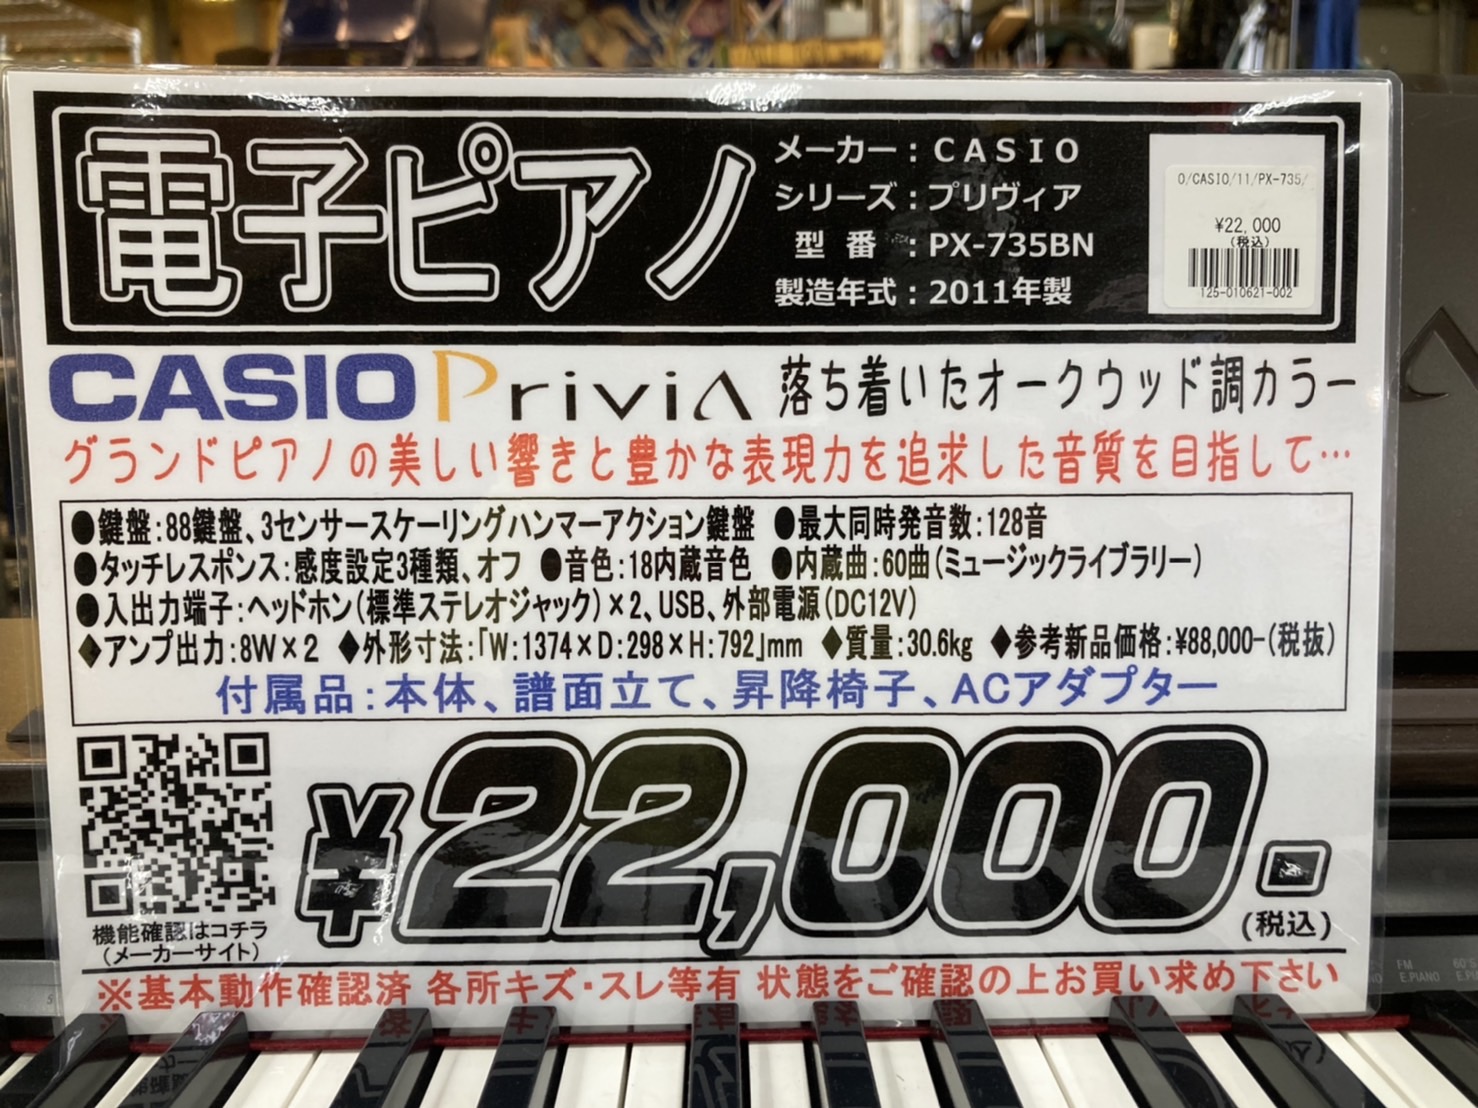 電子ピアノ
メーカー：CASIO
シリーズ：プリヴィア
型番：PX-735BN
製造年式：2011年製
0/CASIO/11/PX-735/
¥22,000
(税込)
125-010621-002
CASIO Privia 落ち着いたオークウッド調カラー
グランドピアノの美しい響きと豊かな表現力を追求した音質を目指して…
●鍵盤：88鍵盤、3センサースケーリングハンマーアクション鍵盤 ●最大同時発音数：128音
●タッチレスポンス：感度設定3種類、オフ ●音色：18内蔵音色 ●内蔵曲：60曲(ミュージックライブラリー)
●入出力端子：ヘッドホン(標準ステレオジャック)×2、USB、外部電源(DC12V)
◆アンプ出力：8W×2 ◆外形寸法：「W：1374×D：298×H：792」mm ◆質量：30.6kg ◆参考新品価格：¥88,000-(税抜)
付属品：本体、譜面立て、昇降椅子、ACアダプター
¥22,000.
(税込)
機能確認はコチラ
(メーカーサイト)
※基本動作確認済 各所キズ・スレ等有 状態をご確認の上お買い求め下さい
FM
E.PIANO
60'S